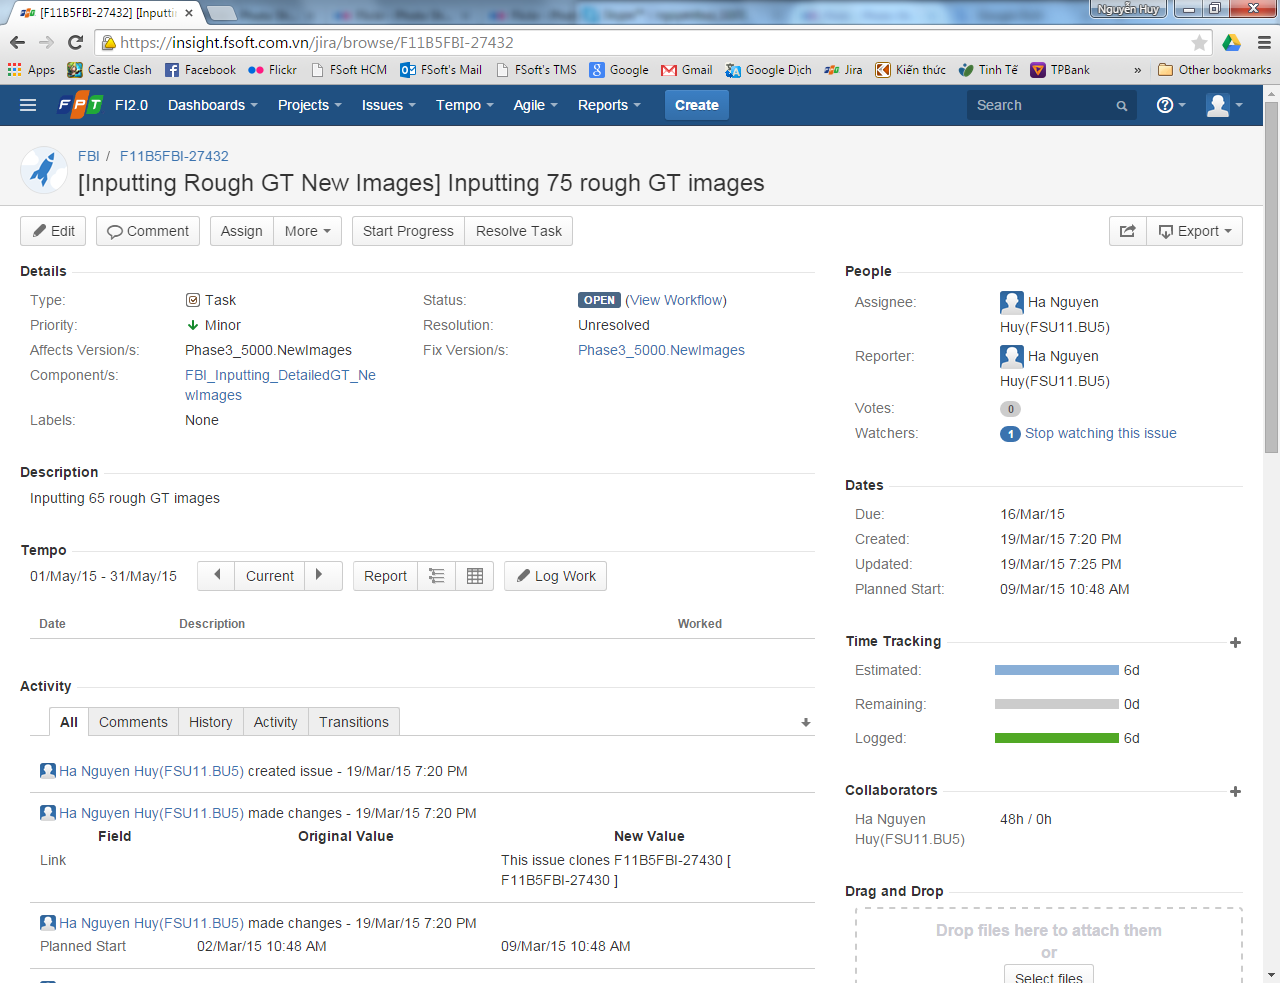 [F11B5FBI-27432] [Inputti
Nguyễn Huy
https://insight.fsoft.com.vn/jira/browse/F11B5FBI-27432
Apps Castle Clash Facebook Flickr FSoft HCM FSoft's Mail FSoft's TMS Google Gmail Google Dịch Jira Kiến thức Tinh Tế TPBank » Other bookmarks
FPT FI2.0 Dashboards Projects Issues Tempo Agile Reports Create Search
FBI / F11B5FBI-27432
[Inputting Rough GT New Images] Inputting 75 rough GT images
Edit Comment Assign More Start Progress Resolve Task Export
Details
Type: Task
Status: OPEN (View Workflow)
Priority: Minor
Resolution: Unresolved
Affects Version/s: Phase3_5000.NewImages
Fix Version/s: Phase3_5000.NewImages
Component/s: FBI_Inputting_DetailedGT_Ne
wImages
Labels: None
Description
Inputting 65 rough GT images
Tempo
01/May/15 - 31/May/15 Current Report Log Work
Date Description Worked
Activity
All Comments History Activity Transitions
Ha Nguyen Huy(FSU11.BU5) created issue - 19/Mar/15 7:20 PM
Ha Nguyen Huy(FSU11.BU5) made changes - 19/Mar/15 7:20 PM
Field Original Value New Value
Link This issue clones F11B5FBI-27430 [
F11B5FBI-27430 ]
Ha Nguyen Huy(FSU11.BU5) made changes - 19/Mar/15 7:20 PM
Planned Start 02/Mar/15 10:48 AM 09/Mar/15 10:48 AM
People
Assignee: Ha Nguyen
Huy(FSU11.BU5)
Reporter: Ha Nguyen
Huy(FSU11.BU5)
Votes: 0
Watchers: 1 Stop watching this issue
Dates
Due: 16/Mar/15
Created: 19/Mar/15 7:20 PM
Updated: 19/Mar/15 7:25 PM
Planned Start: 09/Mar/15 10:48 AM
Time Tracking
Estimated: 6d
Remaining: 0d
Logged: 6d
Collaborators
Ha Nguyen 48h / 0h
Huy(FSU11.BU5)
Drag and Drop
Drop files here to attach them
or
Select files